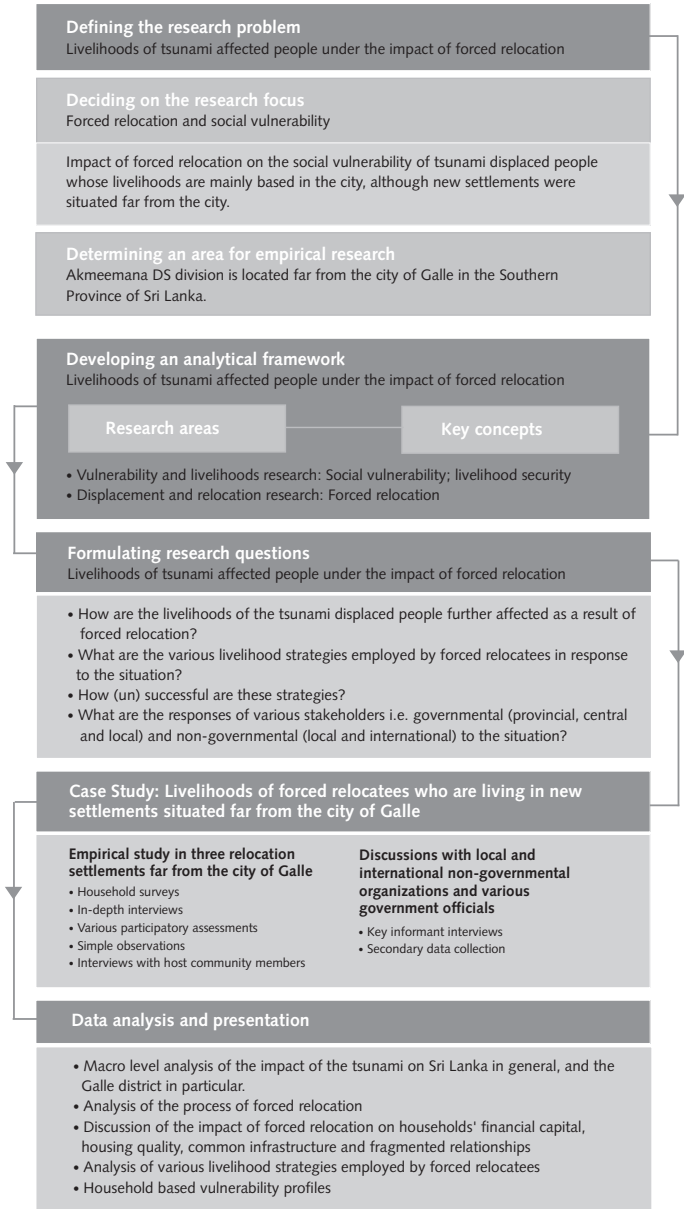 Defining the research problem
Livelihoods of tsunami affected people under the impact of forced relocation
Deciding on the research focus
Forced relocation and social vulnerability
Impact of forced relocation on the social vulnerability of tsunami displaced people
whose livelihoods are mainly based in the city, although new settlements were
situated far from the city.
Determining an area for empirical research
Akmeemana DS division is located far from the city of Galle in the Southern
Province of Sri Lanka.
Developing an analytical framework
Livelihoods of tsunami affected people under the impact of forced relocation
Research areas
Key concepts
• Vulnerability and livelihoods research: Social vulnerability; livelihood security
• Displacement and relocation research: Forced relocation
Formulating research questions
Livelihoods of tsunami affected people under the impact of forced relocation
• How are the livelihoods of the tsunami displaced people further affected as a result of
forced relocation?
• What are the various livelihood strategies employed by forced relocatees in response
to the situation?
• How (un) successful are these strategies?
• What are the responses of various stakeholders i.e. governmental (provincial, central
and local) and non-governmental (local and international) to the situation?
Case Study: Livelihoods of forced relocatees who are living in new
settlements situated far from the city of Galle
Empirical study in three relocation
settlements far from the city of Galle
• Household surveys
• In-depth interviews
• Various participatory assessments
• Simple observations
• Interviews with host community members
Discussions with local and
international non-governmental
organizations and various
government officials
• Key informant interviews
• Secondary data collection
Data analysis and presentation
• Macro level analysis of the impact of the tsunami on Sri Lanka in general, and the
Galle district in particular.
• Analysis of the process of forced relocation
• Discussion of the impact of forced relocation on households' financial capital,
housing quality, common infrastructure and fragmented relationships
• Analysis of various livelihood strategies employed by forced relocatees
• Household based vulnerability profiles